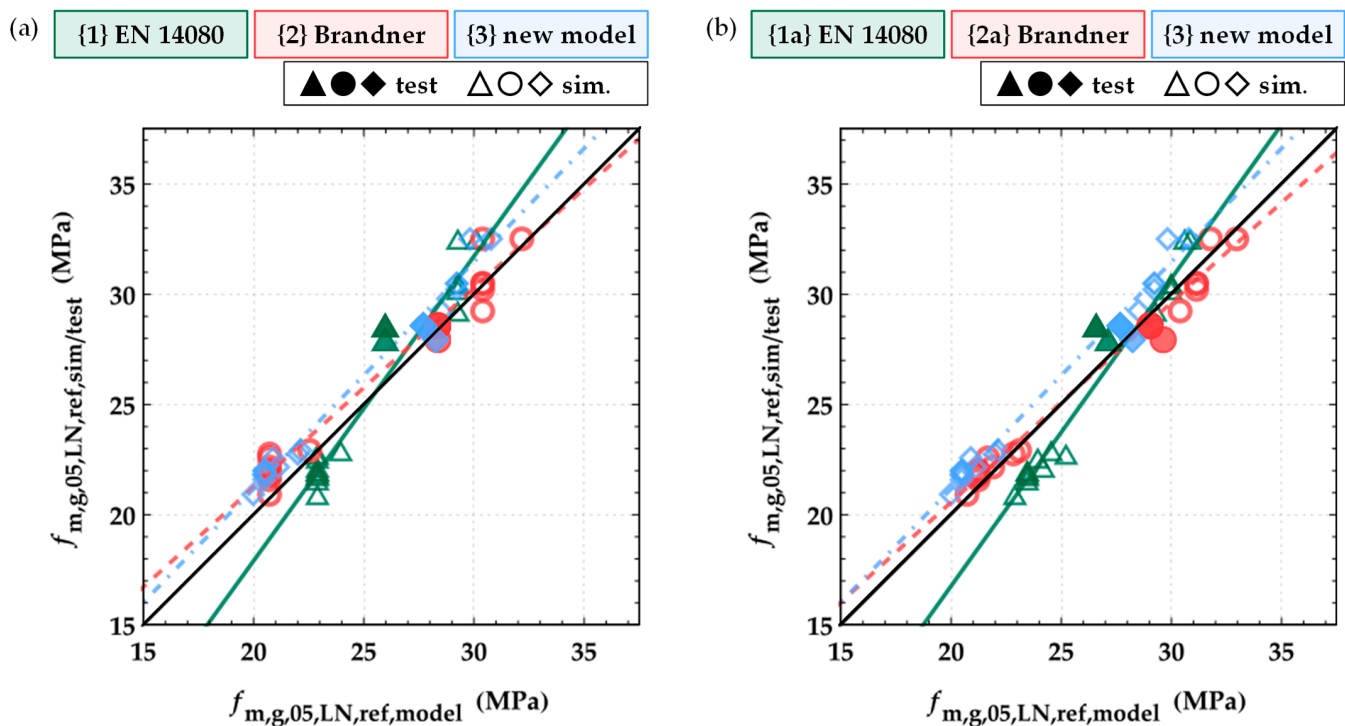 (a) {1} EN 14080 {2} Brandner {3} new model
test sim.
35
30
25
20
15
15 20 25 30 35
f m,g,05,LN,ref,sim/test (MPa)
f m,g,05,LN,ref,model (MPa)
(b) {1a} EN 14080 {2a} Brandner {3} new model
test sim.
35
30
25
20
15
15 20 25 30 35
f m,g,05,LN,ref,sim/test (MPa)
f m,g,05,LN,ref,model (MPa)